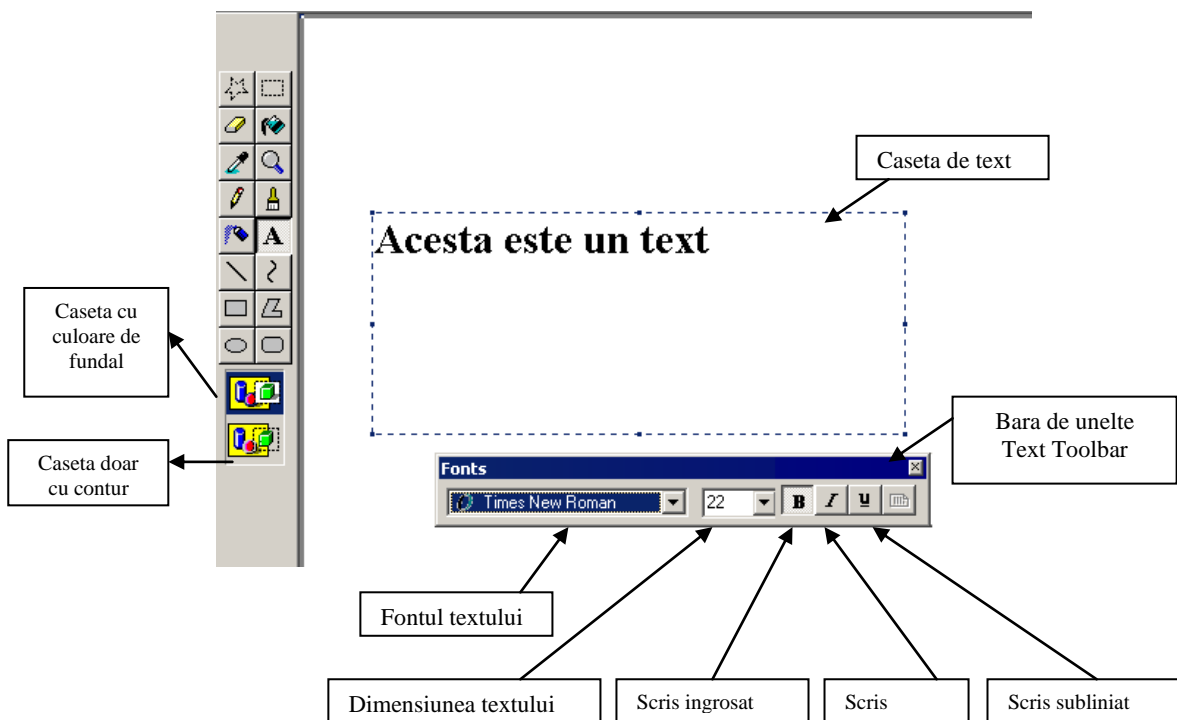 Caseta de text
A
Acesta este un text
Caseta cu
culoare de
fundal
Caseta doar
cu contur
Bara de unelte
Text Toolbar
Fonts
Times New Roman
22
B I U
Fontul textului
Dimensiunea textului
Scris ingrosat
Scris
Scris subliniat